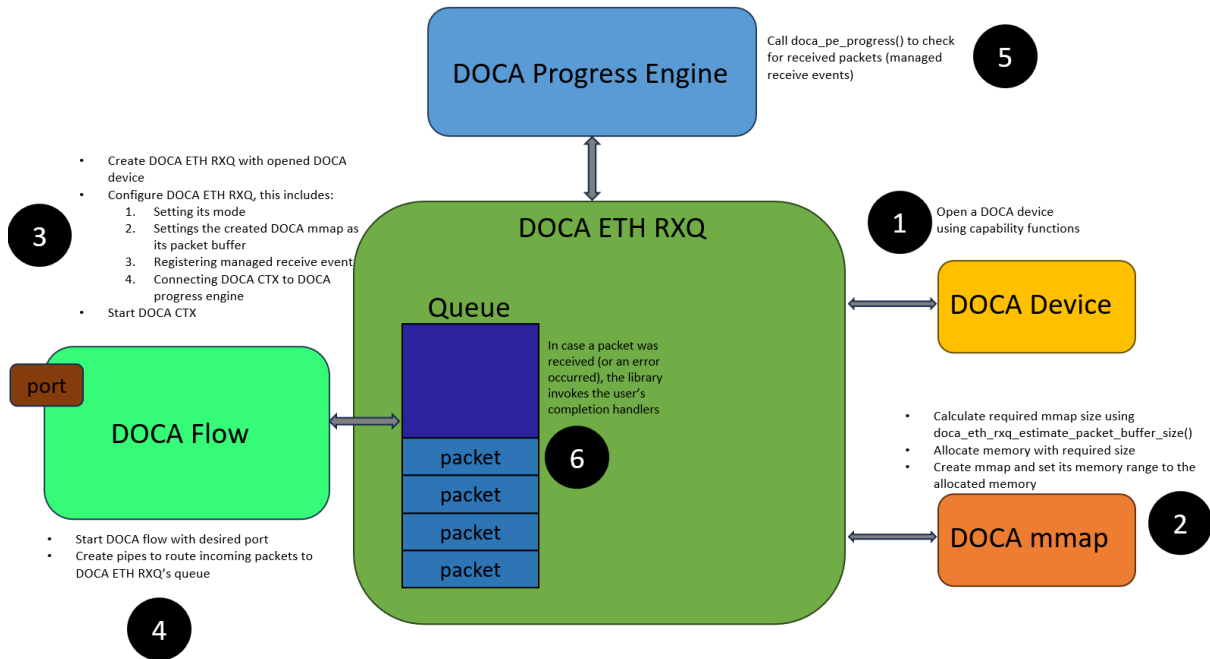 DOCA Progress Engine
Call doca_pe_progress() to check
for received packets (managed
receive events)
5
• Create DOCA ETH RXQ with opened DOCA
device
• Configure DOCA ETH RXQ, this includes:
1. Setting its mode
2. Settings the created DOCA mmap as
its packet buffer
3. Registering managed receive event
4. Connecting DOCA CTX to DOCA
progress engine
• Start DOCA CTX
3
DOCA ETH RXQ
1
Open a DOCA device
using capability functions
DOCA Device
Queue
In case a packet was
received (or an error
occurred), the library
invokes the user's
completion handlers
6
packet
packet
packet
packet
port
DOCA Flow
• Start DOCA flow with desired port
• Create pipes to route incoming packets to
DOCA ETH RXQ's queue
4
• Calculate required mmap size using
doca_eth_rxq_estimate_packet_buffer_size()
• Allocate memory with required size
• Create mmap and set its memory range to the
allocated memory
DOCA mmap
2